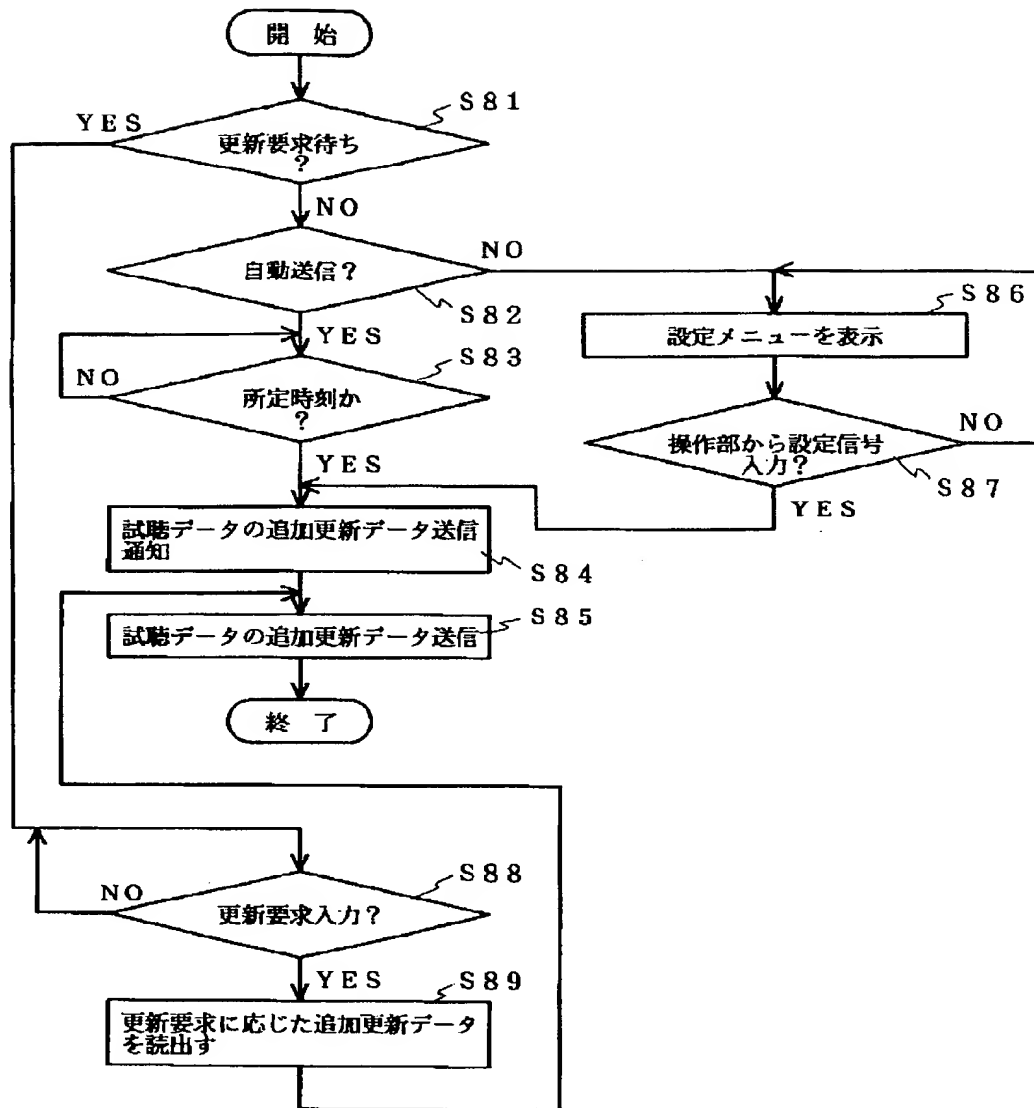 開 始
S81
YES
更新要求待ち
?
NO
NO
自動送信?
S82
S86
YES
設定メニューを表示
S83
NO
所定時刻か
?
NO
操作部から設定信号
入力?
S87
YES
YES
試聴データの追加更新データ送信
通知
S84
S85
試聴データの追加更新データ送信
終 了
S88
NO
更新要求入力?
YES
S89
更新要求に応じた追加更新データ
を読出す